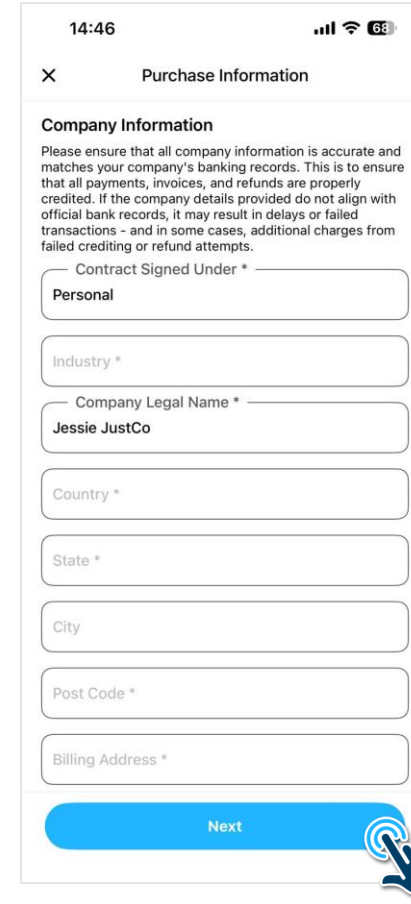 14:46
68
Purchase Information
Company Information
Please ensure that all company information is accurate and
matches your company's banking records. This is to ensure
that all payments, invoices, and refunds are properly
credited. If the company details provided do not align with
official bank records, it may result in delays or failed
transactions - and in some cases, additional charges from
failed crediting or refund attempts.
Contract Signed Under *
Personal
Industry *
Company Legal Name *
Jessie JustCo
Country *
State *
City
Post Code *
Billing Address *
Next